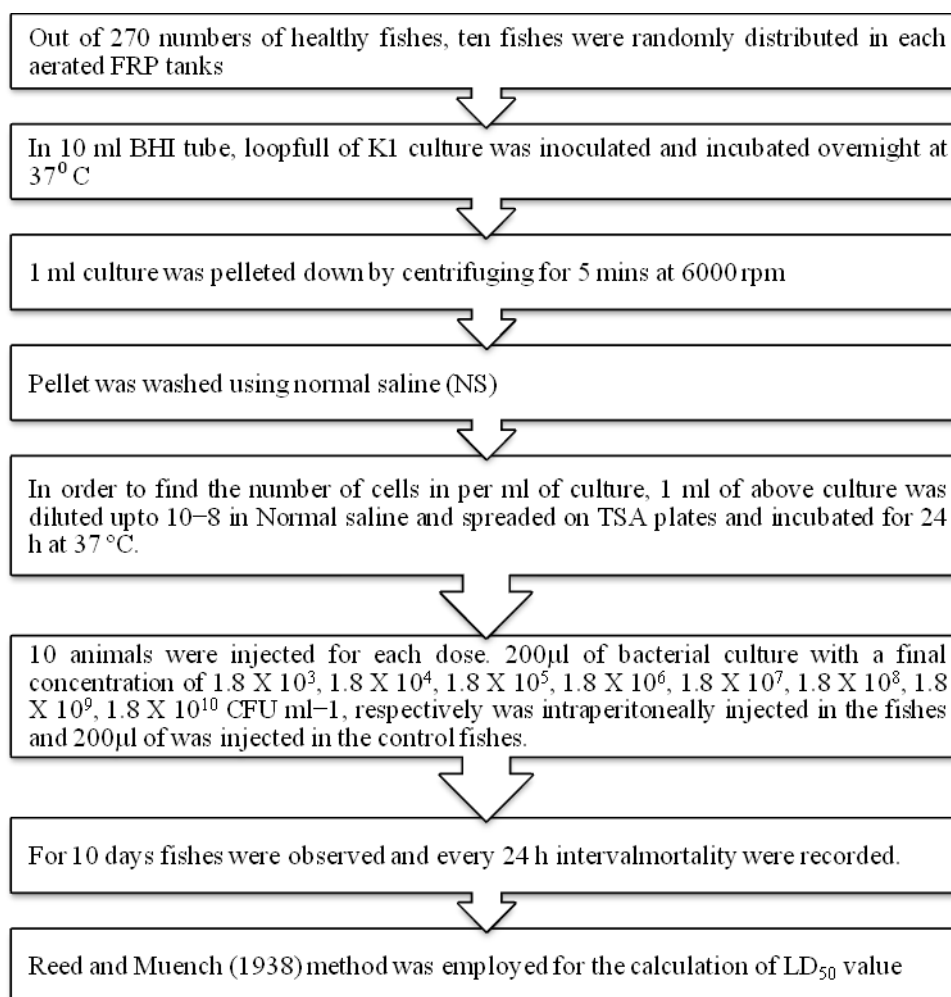 Out of 270 numbers of healthy fishes, ten fishes were randomly distributed in each
aerated FRP tanks
In 10 ml BHI tube, loopfull of K1 culture was inoculated and incubated overnight at
37⁰ C
1 ml culture was pelleted down by centrifuging for 5 mins at 6000 rpm
Pellet was washed using normal saline (NS)
In order to find the number of cells in per ml of culture, 1 ml of above culture was
diluted upto 10−8 in Normal saline and spreaded on TSA plates and incubated for 24
h at 37 °C.
10 animals were injected for each dose. 200µl of bacterial culture with a final
concentration of 1.8 X 10³, 1.8 X 10⁴, 1.8 X 10⁵, 1.8 X 10⁶, 1.8 X 10⁷, 1.8 X 10⁸, 1.8
X 10⁹, 1.8 X 10¹⁰ CFU ml−1, respectively was intraperitoneally injected in the fishes
and 200µl of was injected in the control fishes.
For 10 days fishes were observed and every 24 h intervalmortality were recorded.
Reed and Muench (1938) method was employed for the calculation of LD₅₀ value